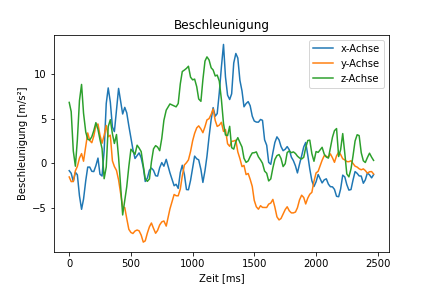 Beschleunigung
x-Achse
y-Achse
z-Achse
Beschleunigung [m/s²]
10
5
0
−5
0
500
1000
1500
2000
2500
Zeit [ms]